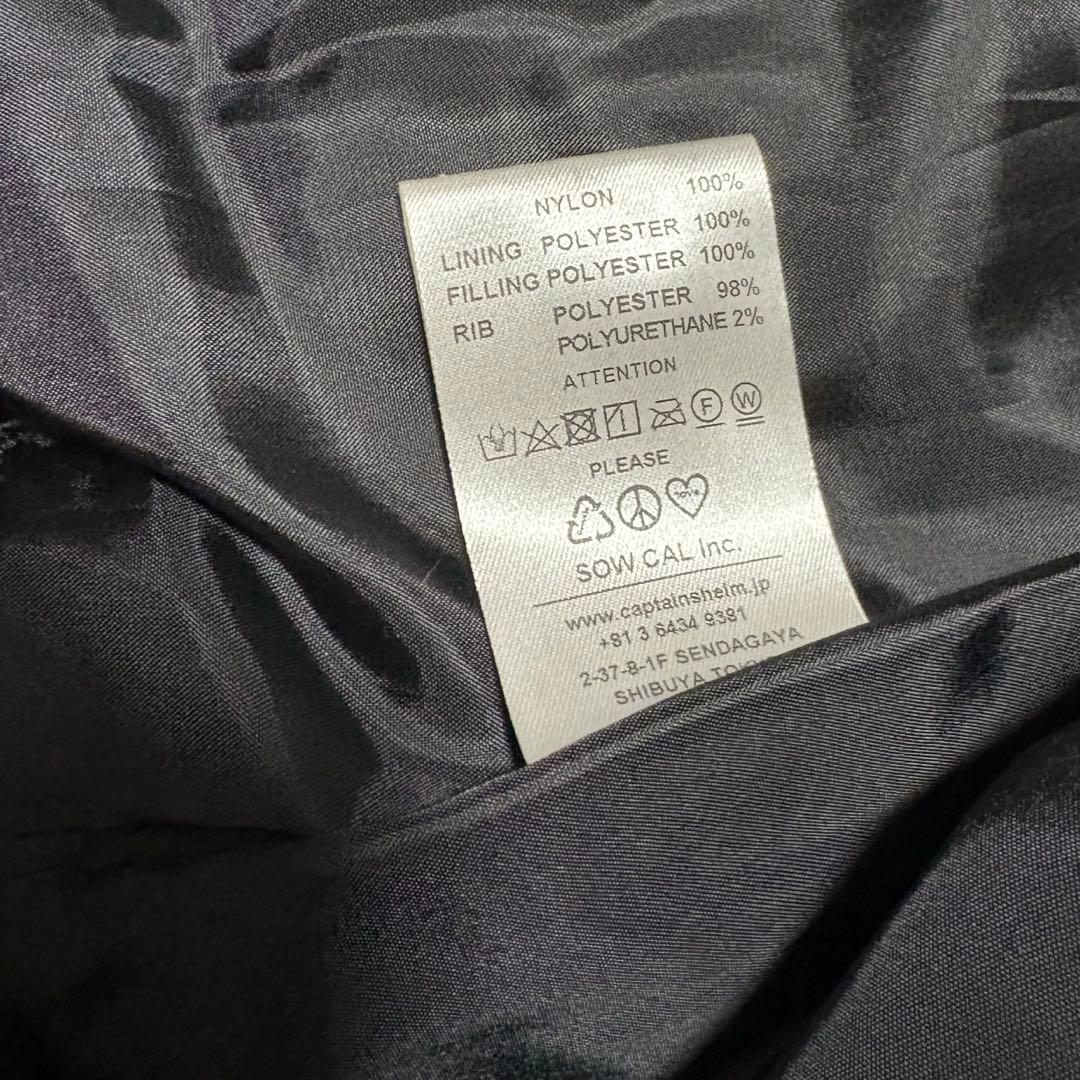 NYLON 100%
LINING POLYESTER 100%
FILLING POLYESTER 100%
RIB POLYESTER 98%
POLYURETHANE 2%
ATTENTION
F W
PLEASE
SOW CAL Inc.
www.captainshelm.jp
+81 3 6434 9381
2-37-8-1F SENDAGAYA
SHIBUYA